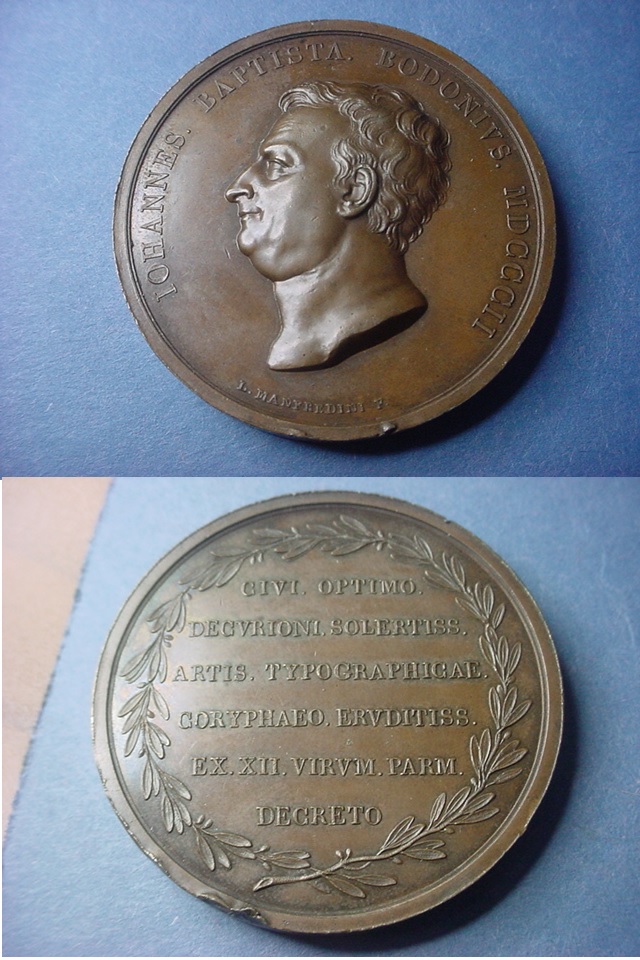 IOHANNES. BAPTISTA. BODONIVS. MDCCCII
L. MANFREDINI F.
CIVI. OPTIMO.
DECVRIONI. SOLERTISS.
ARTIS. TYPOGRAPHICAE.
CORYPHAEO. ERVDITISS.
EX. XII. VIRVM. PARM.
DECRETO